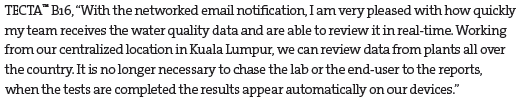 TECTA™ B16, “With the networked email notification, I am very pleased with how quickly
my team receives the water quality data and are able to review it in real-time. Working
from our centralized location in Kuala Lumpur, we can review data from plants all over
the country. It is no longer necessary to chase the lab or the end-user to the reports,
when the tests are completed the results appear automatically on our devices.”